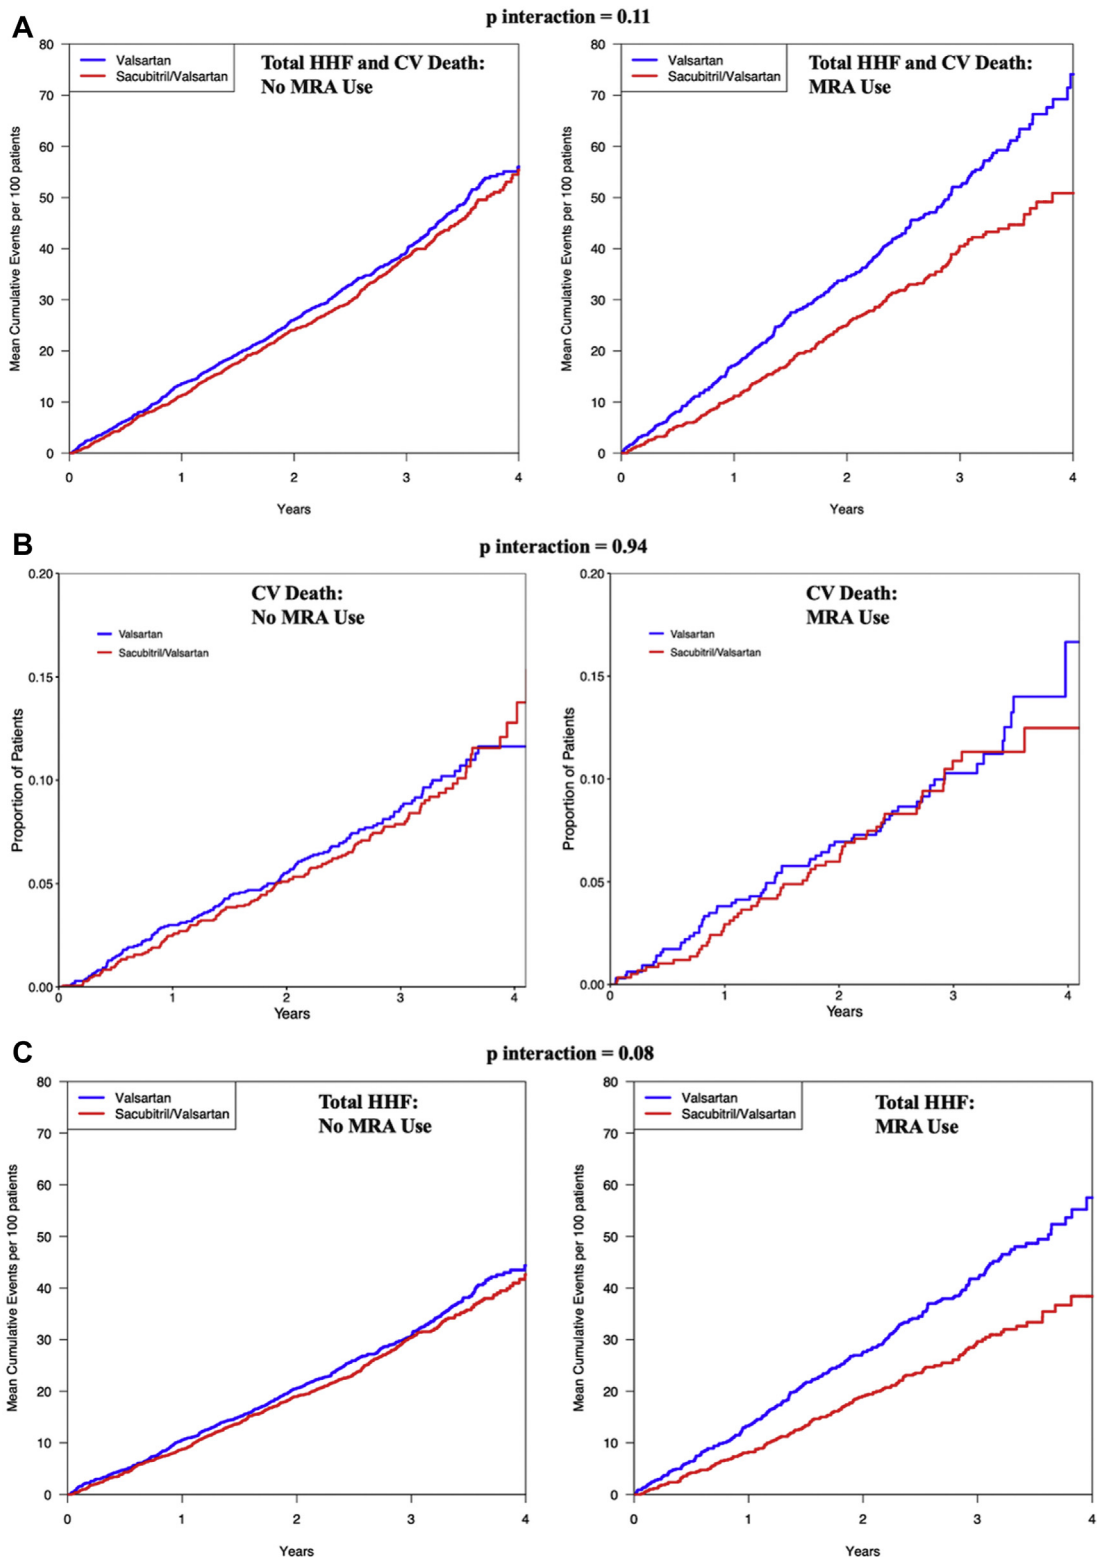 A
p interaction = 0.11
Valsartan
Sacubitril/Valsartan
Total HHF and CV Death:
No MRA Use
Mean Cumulative Events per 100 patients
80
70
60
50
40
30
20
10
0
0 1 2 3 4
Years
Valsartan
Sacubitril/Valsartan
Total HHF and CV Death:
MRA Use
Mean Cumulative Events per 100 patients
80
70
60
50
40
30
20
10
0
0 1 2 3 4
Years
B
p interaction = 0.94
CV Death:
No MRA Use
Valsartan
Sacubitril/Valsartan
Proportion of Patients
0.20
0.15
0.10
0.05
0.00
0 1 2 3 4
Years
CV Death:
MRA Use
Valsartan
Sacubitril/Valsartan
Proportion of Patients
0.20
0.15
0.10
0.05
0.00
0 1 2 3 4
Years
C
p interaction = 0.08
Valsartan
Sacubitril/Valsartan
Total HHF:
No MRA Use
Mean Cumulative Events per 100 patients
80
70
60
50
40
30
20
10
0
0 1 2 3 4
Years
Valsartan
Sacubitril/Valsartan
Total HHF:
MRA Use
Mean Cumulative Events per 100 patients
80
70
60
50
40
30
20
10
0
0 1 2 3 4
Years